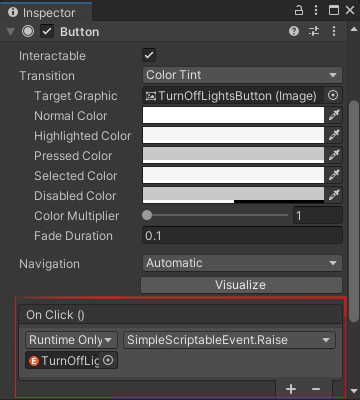 Inspector
Button
Interactable
Transition Color Tint
Target Graphic TurnOffLightsButton (Image)
Normal Color
Highlighted Color
Pressed Color
Selected Color
Disabled Color
Color Multiplier 1
Fade Duration 0.1
Navigation Automatic
Visualize
On Click ()
Runtime Only SimpleScriptableEvent.Raise
E TurnOffLig
+ −